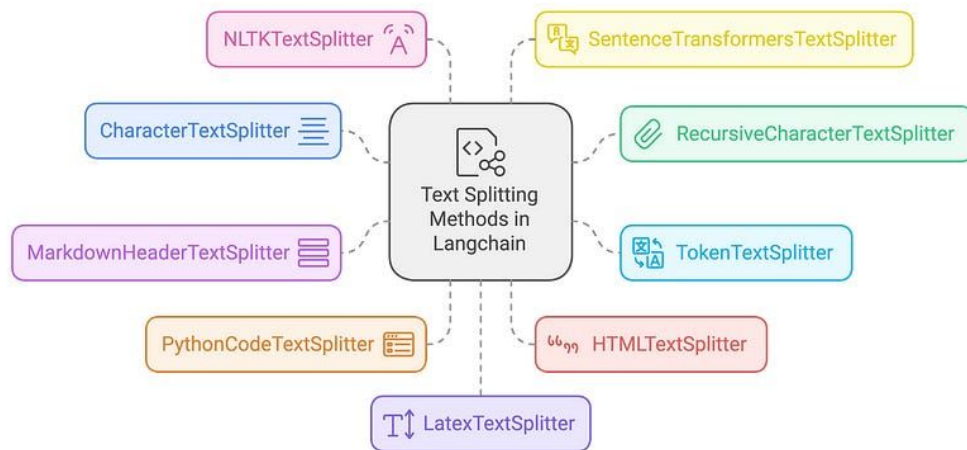 NLTKTextSplitter
SentenceTransformersTextSplitter
CharacterTextSplitter
RecursiveCharacterTextSplitter
Text Splitting
Methods in
Langchain
MarkdownHeaderTextSplitter
TokenTextSplitter
PythonCodeTextSplitter
HTMLTextSplitter
LatexTextSplitter